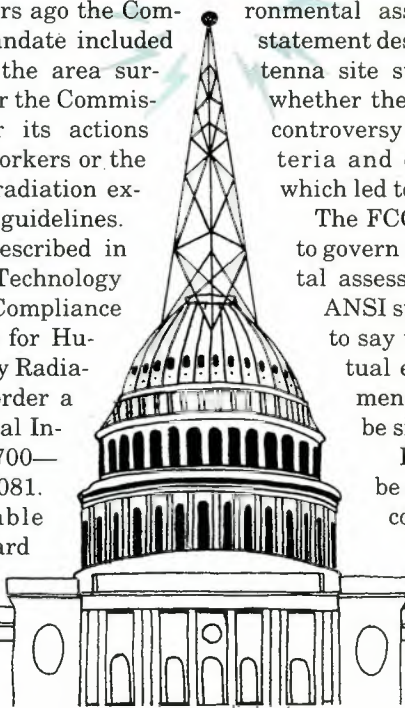 rs ago the Com-
ndate included
the area sur-
r the Commis-
r its actions
orkers or the
radiation ex-
guidelines.
escribed in
Technology
Compliance
for Hu-
y Radia-
order a
al In-
700—
081.
ble
ard
ronmental ass
statement des
tenna site s
whether the
controversy
teria and
which led to
The FCC
to govern
tal assess
ANSI s
to say
tual e
men
be si
be
co